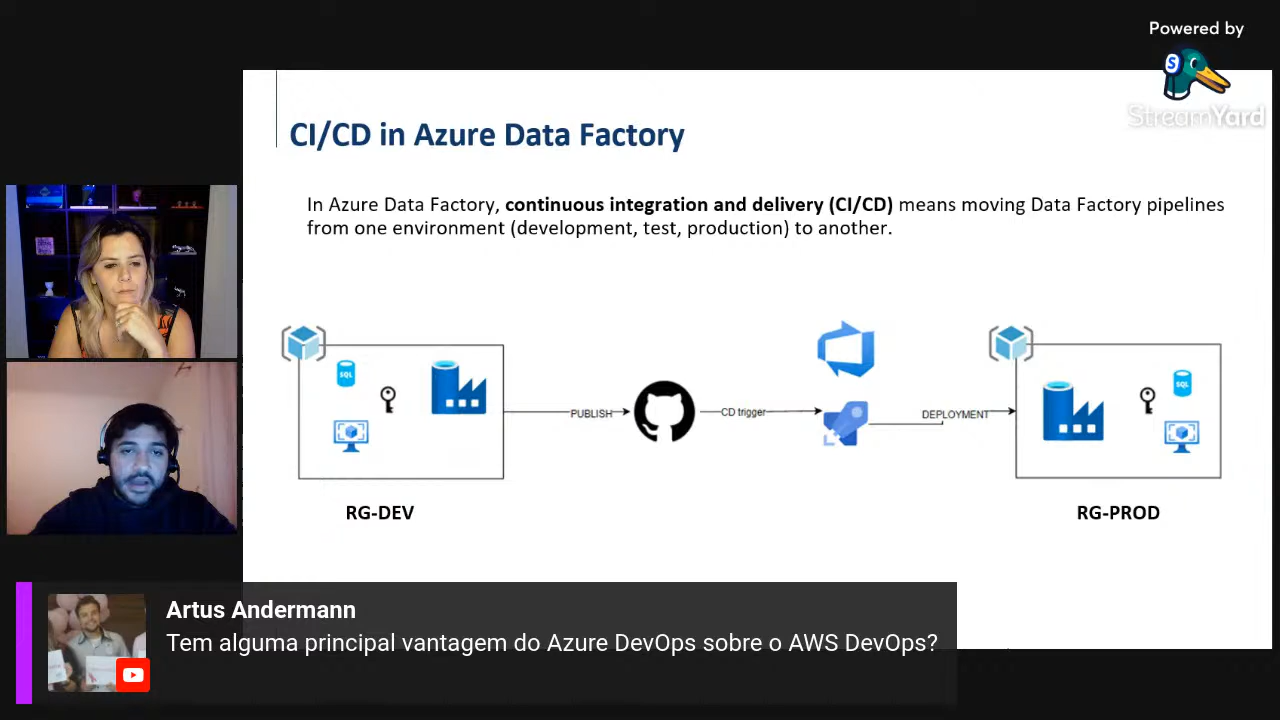 Powered by
StreamYard
CI/CD in Azure Data Factory
In Azure Data Factory, continuous integration and delivery (CI/CD) means moving Data Factory pipelines
from one environment (development, test, production) to another.
SQL
PUBLISH
CD trigger
DEPLOYMENT
SQL
RG-DEV
RG-PROD
Artus Andermann
Tem alguma principal vantagem do Azure DevOps sobre o AWS DevOps?